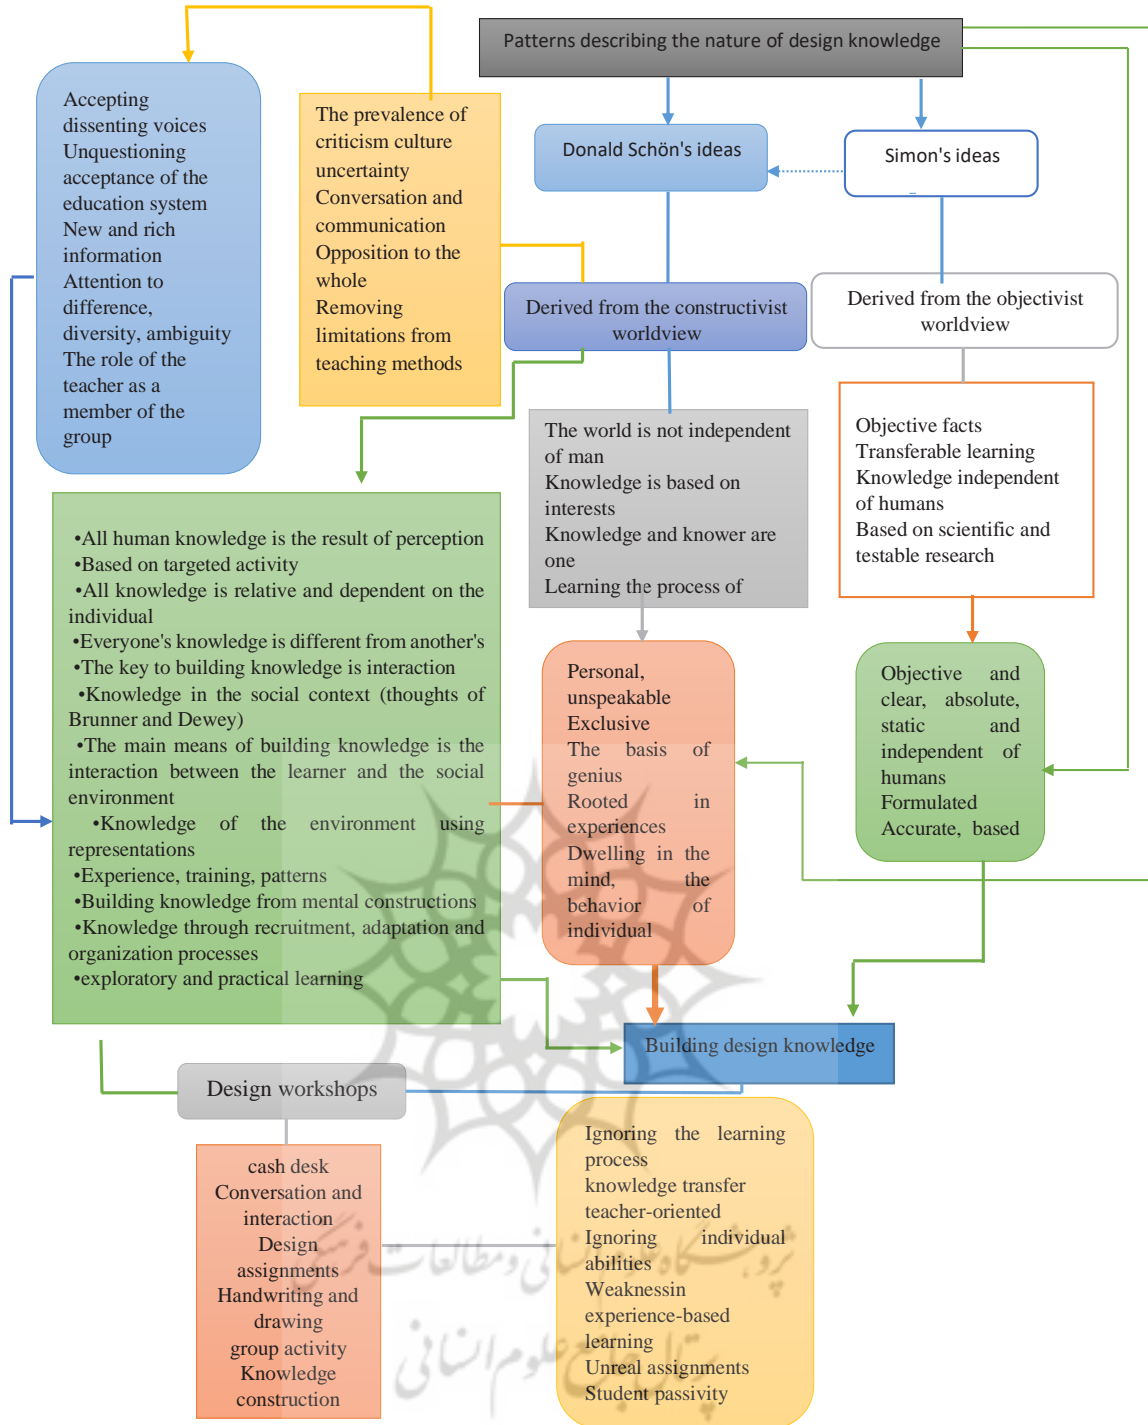 Patterns describing the nature of design knowledge
Accepting
dissenting voices
Unquestioning
acceptance of the
education system
New and rich
information
Attention to
difference,
diversity, ambiguity
The role of the
teacher as a
member of the
group
The prevalence of
criticism culture
uncertainty
Conversation and
communication
Opposition to the
whole
Removing
limitations from
teaching methods
Donald Schön's ideas
Simon's ideas
Derived from the constructivist
worldview
Derived from the objectivist
worldview
The world is not independent
of man
Knowledge is based on
interests
Knowledge and knower are
one
Learning the process of
Objective facts
Transferable learning
Knowledge independent
of humans
Based on scientific and
testable research
•All human knowledge is the result of perception
•Based on targeted activity
•All knowledge is relative and dependent on the
individual
•Everyone's knowledge is different from another's
•The key to building knowledge is interaction
•Knowledge in the social context (thoughts of
Brunner and Dewey)
•The main means of building knowledge is the
interaction between the learner and the social
environment
•Knowledge of the environment using
representations
•Experience, training, patterns
•Building knowledge from mental constructions
•Knowledge through recruitment, adaptation and
organization processes
•exploratory and practical learning
Personal,
unspeakable
Exclusive
The basis of
genius
Rooted in
experiences
Dwelling in the
mind, the
behavior of
individual
Objective and
clear, absolute,
static and
independent of
humans
Formulated
Accurate, based
Building design knowledge
Design workshops
cash desk
Conversation and
interaction
Design
assignments
Handwriting and
drawing
group activity
Knowledge
construction
Ignoring the learning
process
knowledge transfer
teacher-oriented
Ignoring individual
abilities
Weaknessin
experience-based
learning
Unreal assignments
Student passivity
پژوهشگاه علوم انسانی و مطالعات فرهنگی
پرتال جامع علوم انسانی